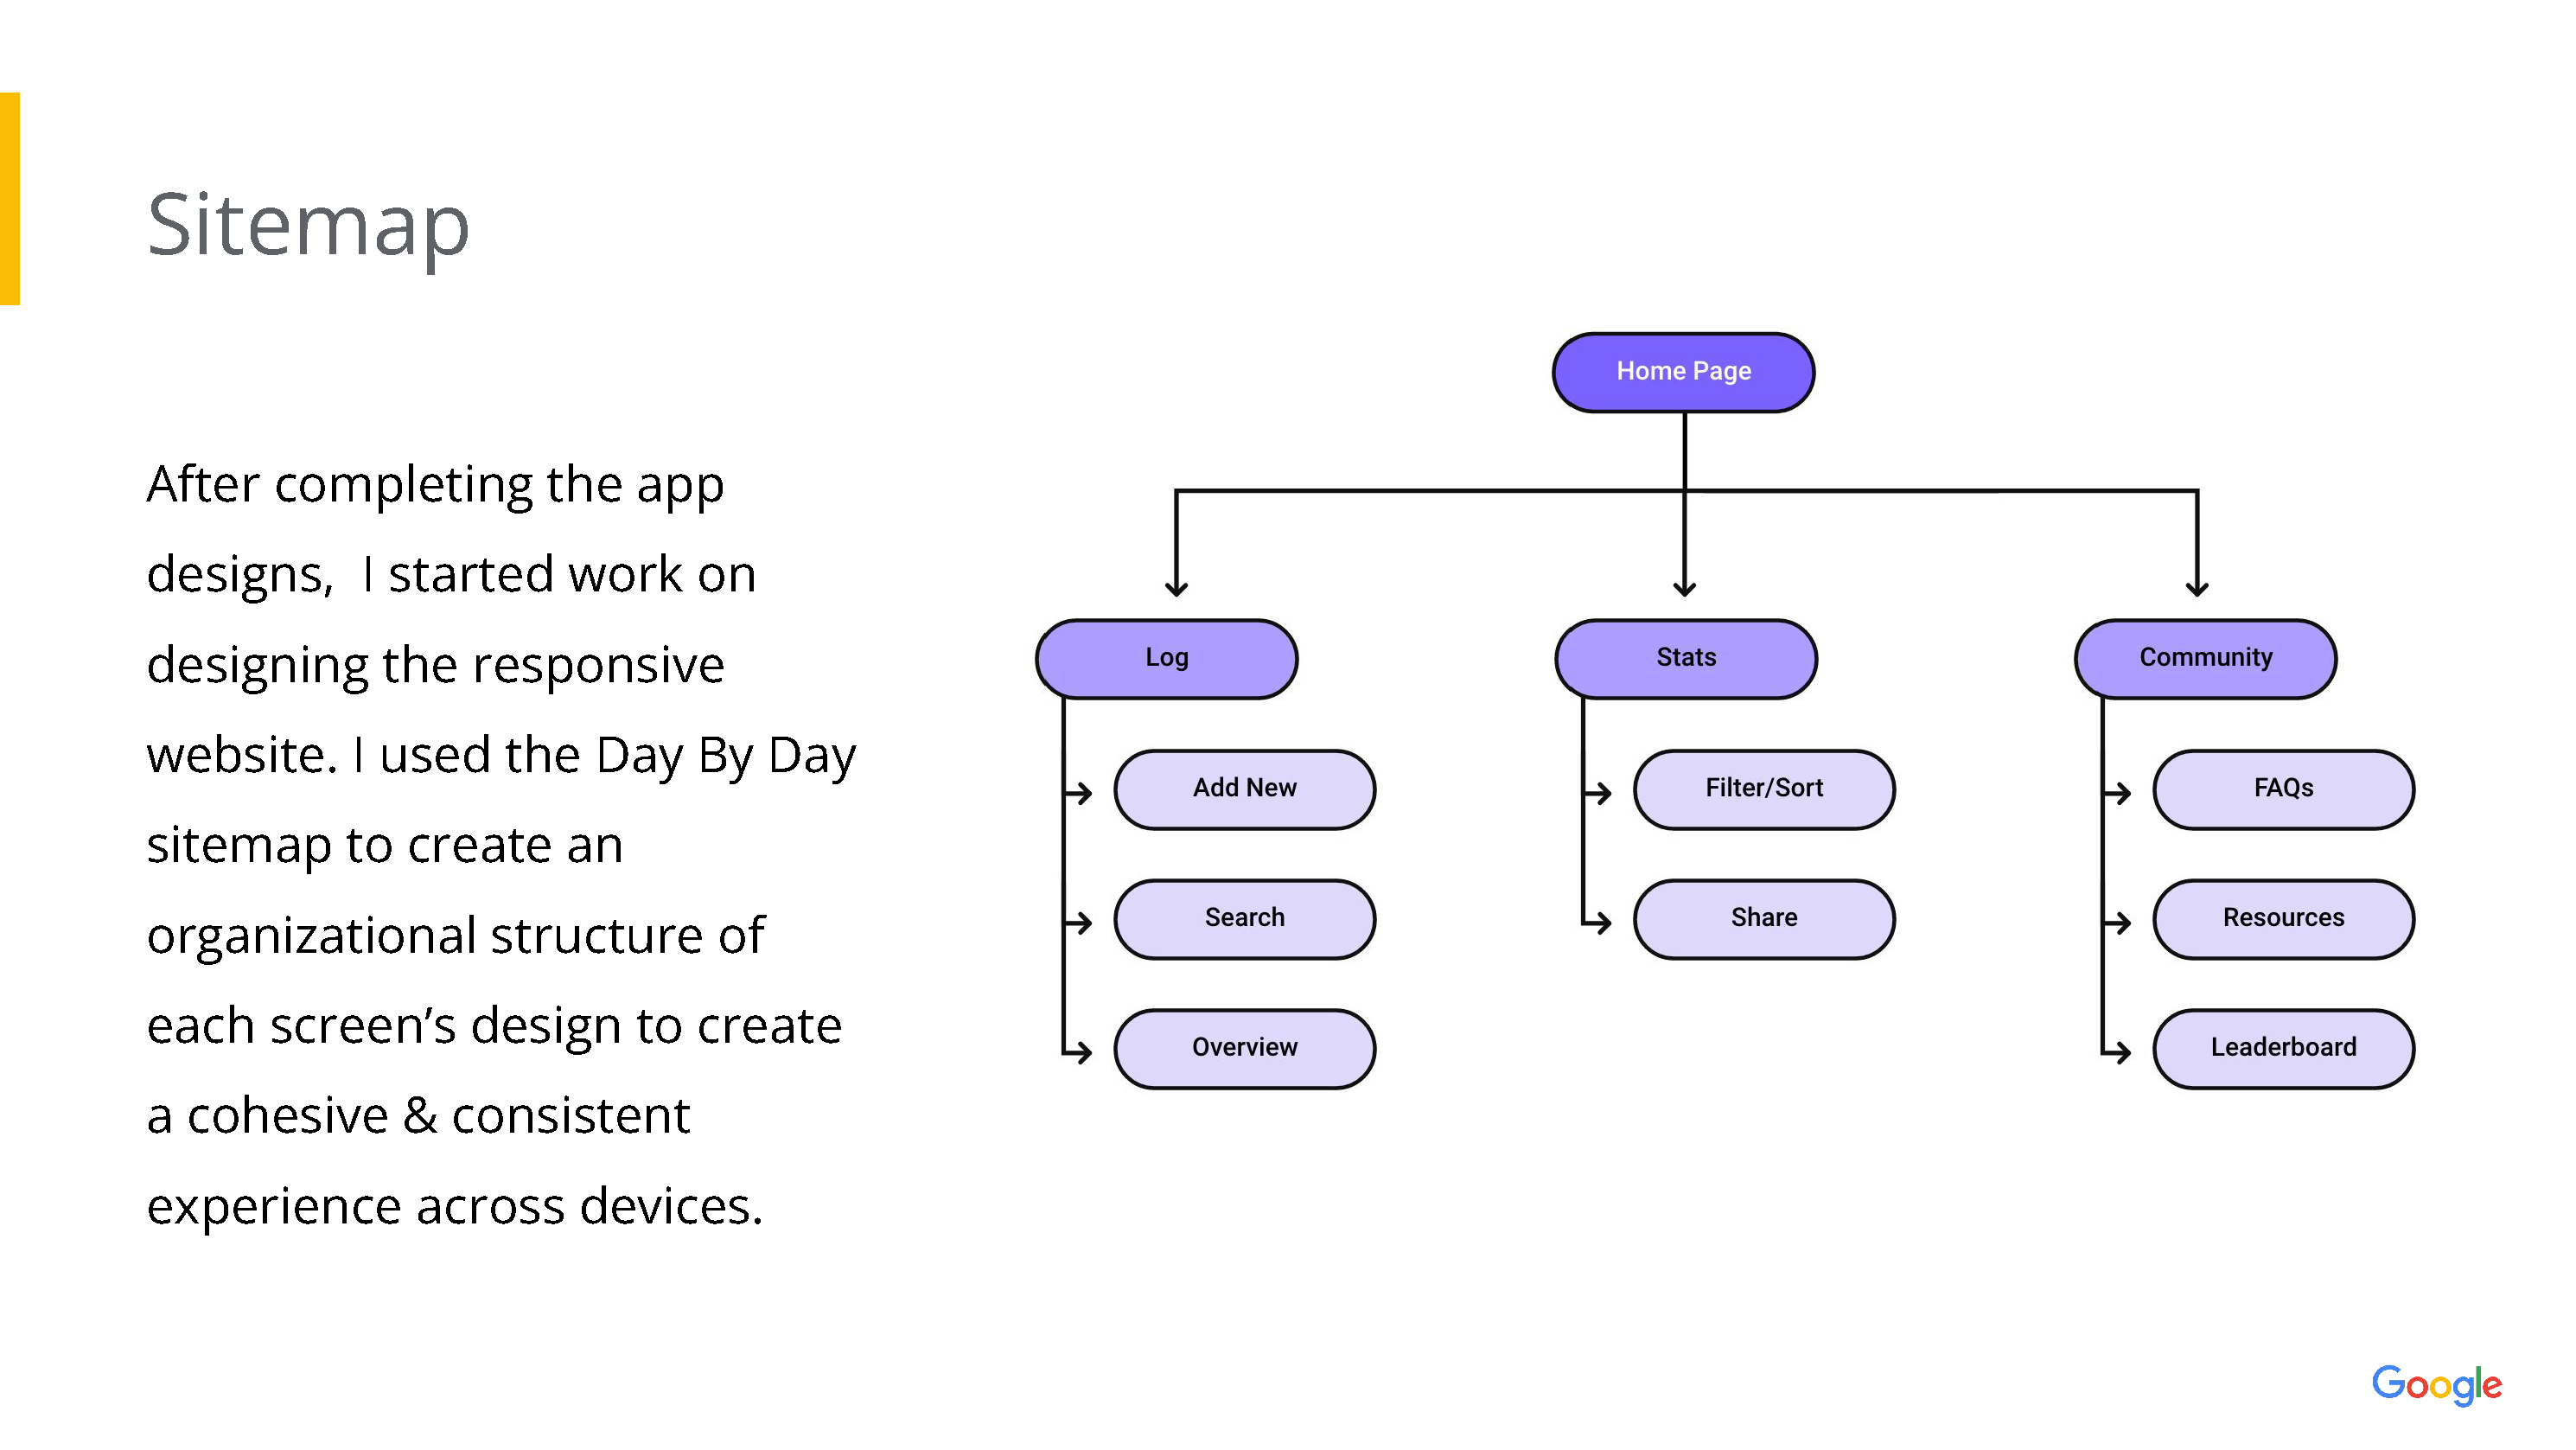 Sitemap
After completing the app
designs, I started work on
designing the responsive
website. I used the Day By Day
sitemap to create an
organizational structure of
each screen’s design to create
a cohesive & consistent
experience across devices.
Home Page
Log
Add New
Search
Overview
Stats
Filter/Sort
Share
Community
FAQs
Resources
Leaderboard
Google